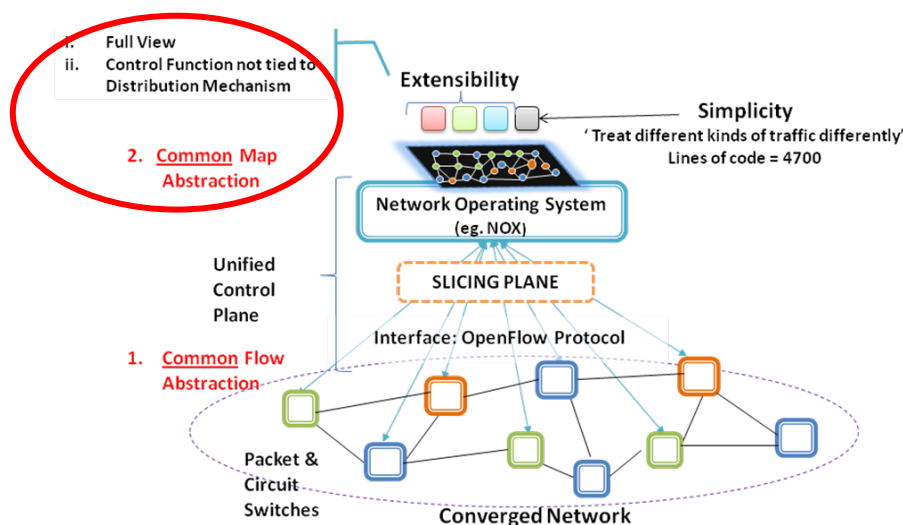 i. Full View
ii. Control Function not tied to
Distribution Mechanism
Extensibility
Simplicity
‘ Treat different kinds of traffic differently’
Lines of code = 4700
2. Common Map
Abstraction
Network Operating System
(eg. NOX)
Unified
Control
Plane
SLICING PLANE
Interface: OpenFlow Protocol
1. Common Flow
Abstraction
Packet &
Circuit
Switches
Converged Network